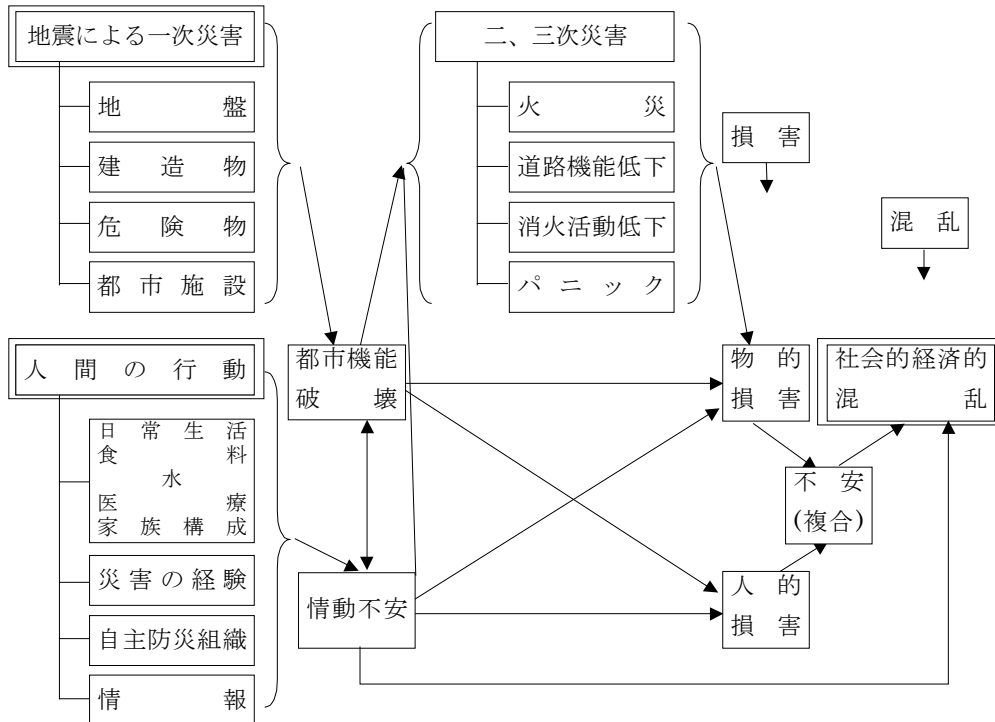 地震による一次災害
地盤
建造物
危険物
都市施設
二、三次災害
火災
道路機能低下
消火活動低下
パニック
損害
混乱
人間の行動
日常生活
食料
水
医療
家族構成
災害の経験
自主防災組織
情報
都市機能
破壊
情動不安
物的
損害
社会的経済的
混乱
不安
(複合)
人的
損害